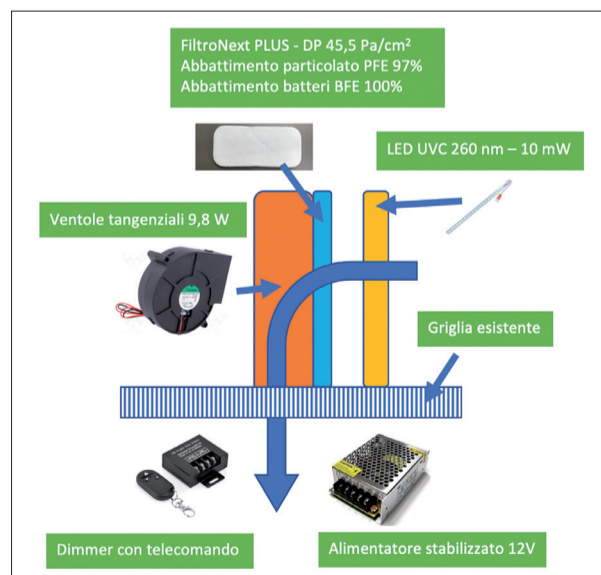 FiltroNext PLUS - DP 45,5 Pa/cm²
Abbattimento particolato PFE 97%
Abbattimento batteri BFE 100%
LED UVC 260 nm – 10 mW
Ventole tangenziali 9,8 W
Griglia esistente
Dimmer con telecomando
Alimentatore stabilizzato 12V